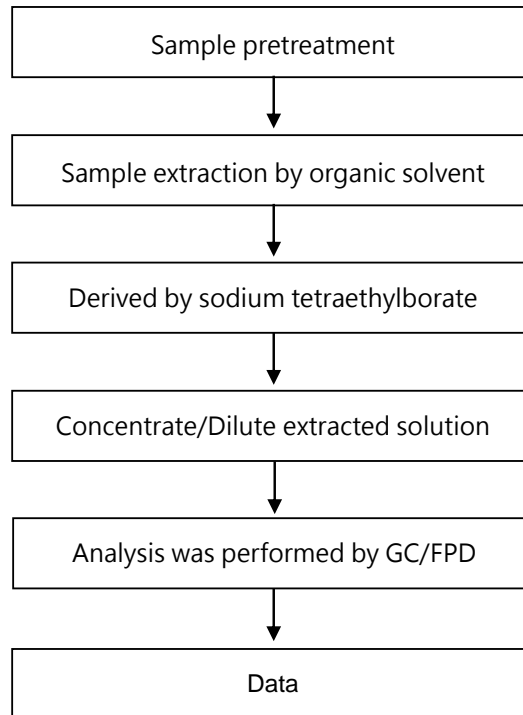 Sample pretreatment
Sample extraction by organic solvent
Derived by sodium tetraethylborate
Concentrate/Dilute extracted solution
Analysis was performed by GC/FPD
Data